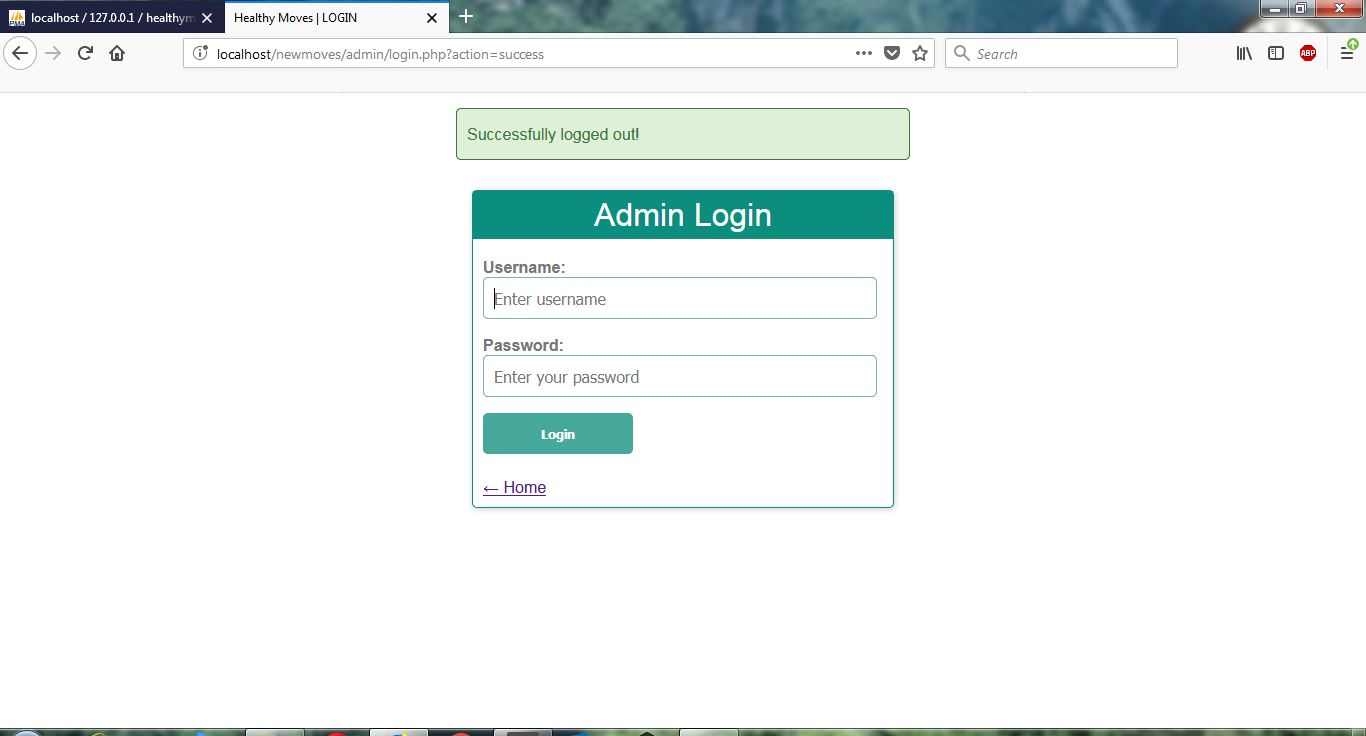 localhost / 127.0.0.1 / healthym
Healthy Moves | LOGIN
localhost/newmoves/admin/login.php?action=success
Search
ABP
Successfully logged out!
Admin Login
Username:
Enter username
Password:
Enter your password
Login
← Home